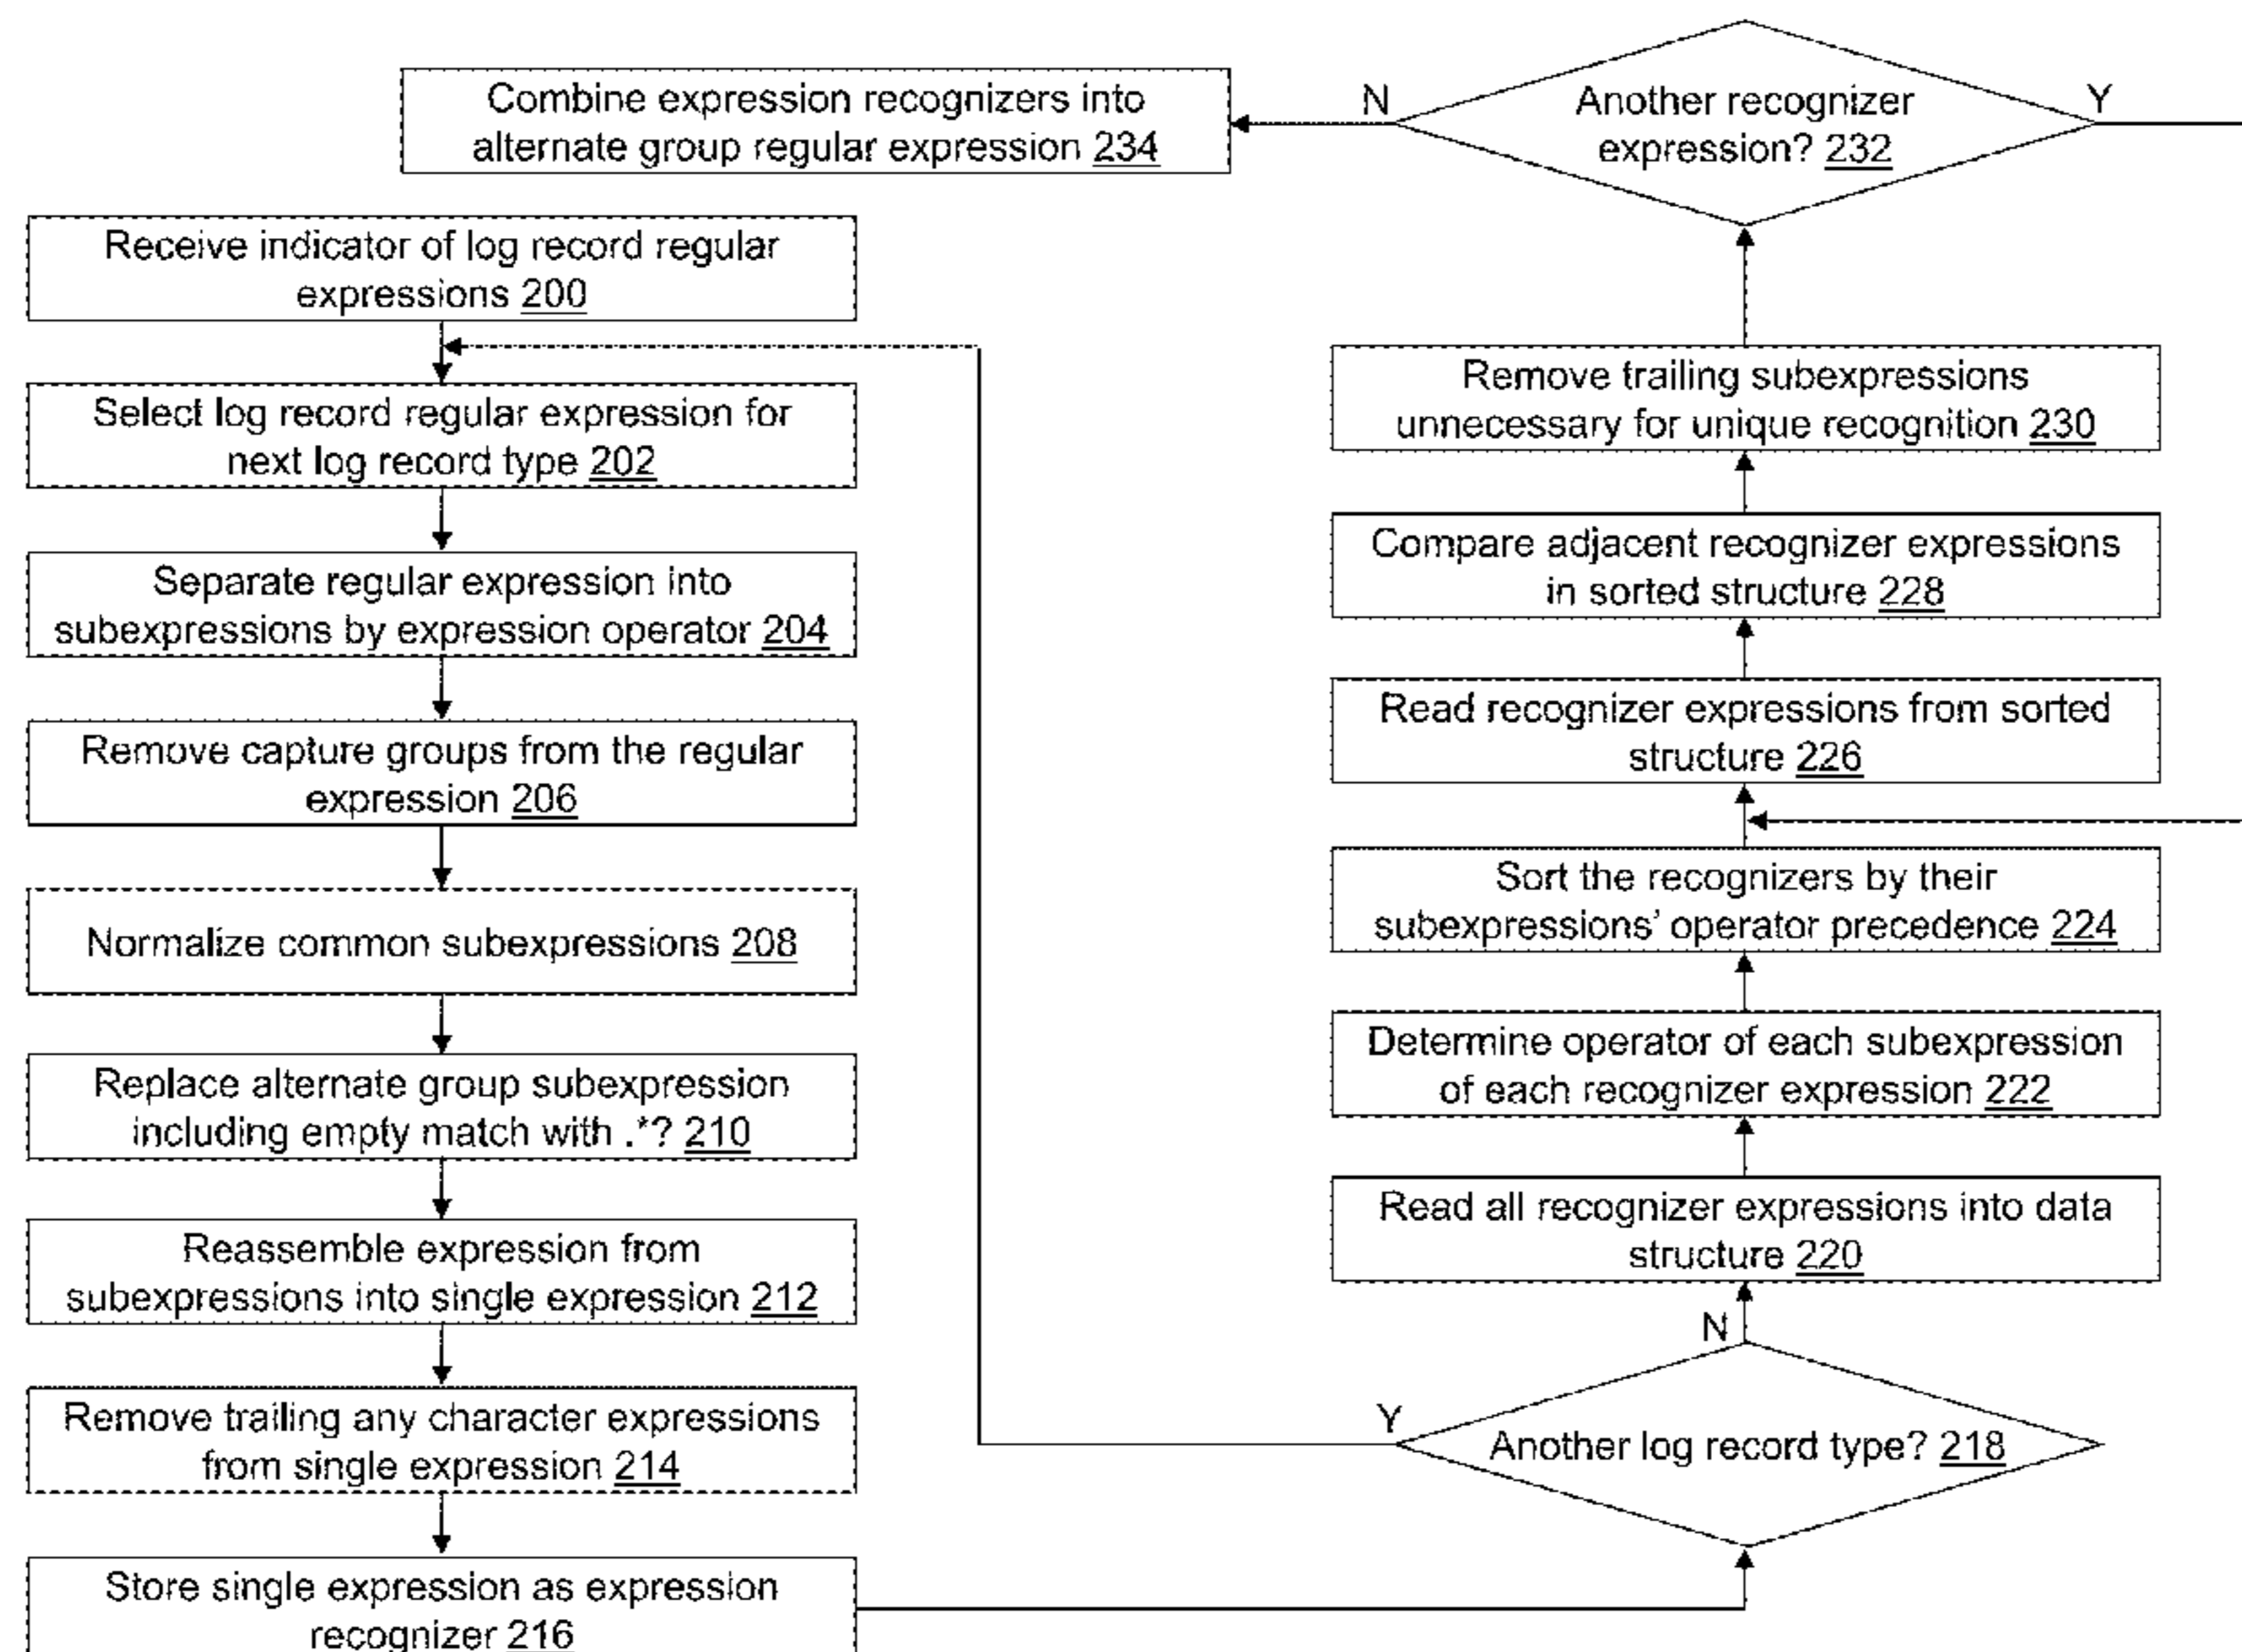 Combine expression recognizers into
alternate group regular expression 234
N
Another recognizer
expression? 232
Y
Receive indicator of log record regular
expressions 200
Select log record regular expression for
next log record type 202
Separate regular expression into
subexpressions by expression operator 204
Remove capture groups from the regular
expression 206
Normalize common subexpressions 208
Replace alternate group subexpression
including empty match with .*? 210
Reassemble expression from
subexpressions into single expression 212
Remove trailing any character expressions
from single expression 214
Store single expression as expression
recognizer 216
Remove trailing subexpressions
unnecessary for unique recognition 230
Compare adjacent recognizer expressions
in sorted structure 228
Read recognizer expressions from sorted
structure 226
Sort the recognizers by their
subexpressions' operator precedence 224
Determine operator of each subexpression
of each recognizer expression 222
Read all recognizer expressions into data
structure 220
N
Y
Another log record type? 218